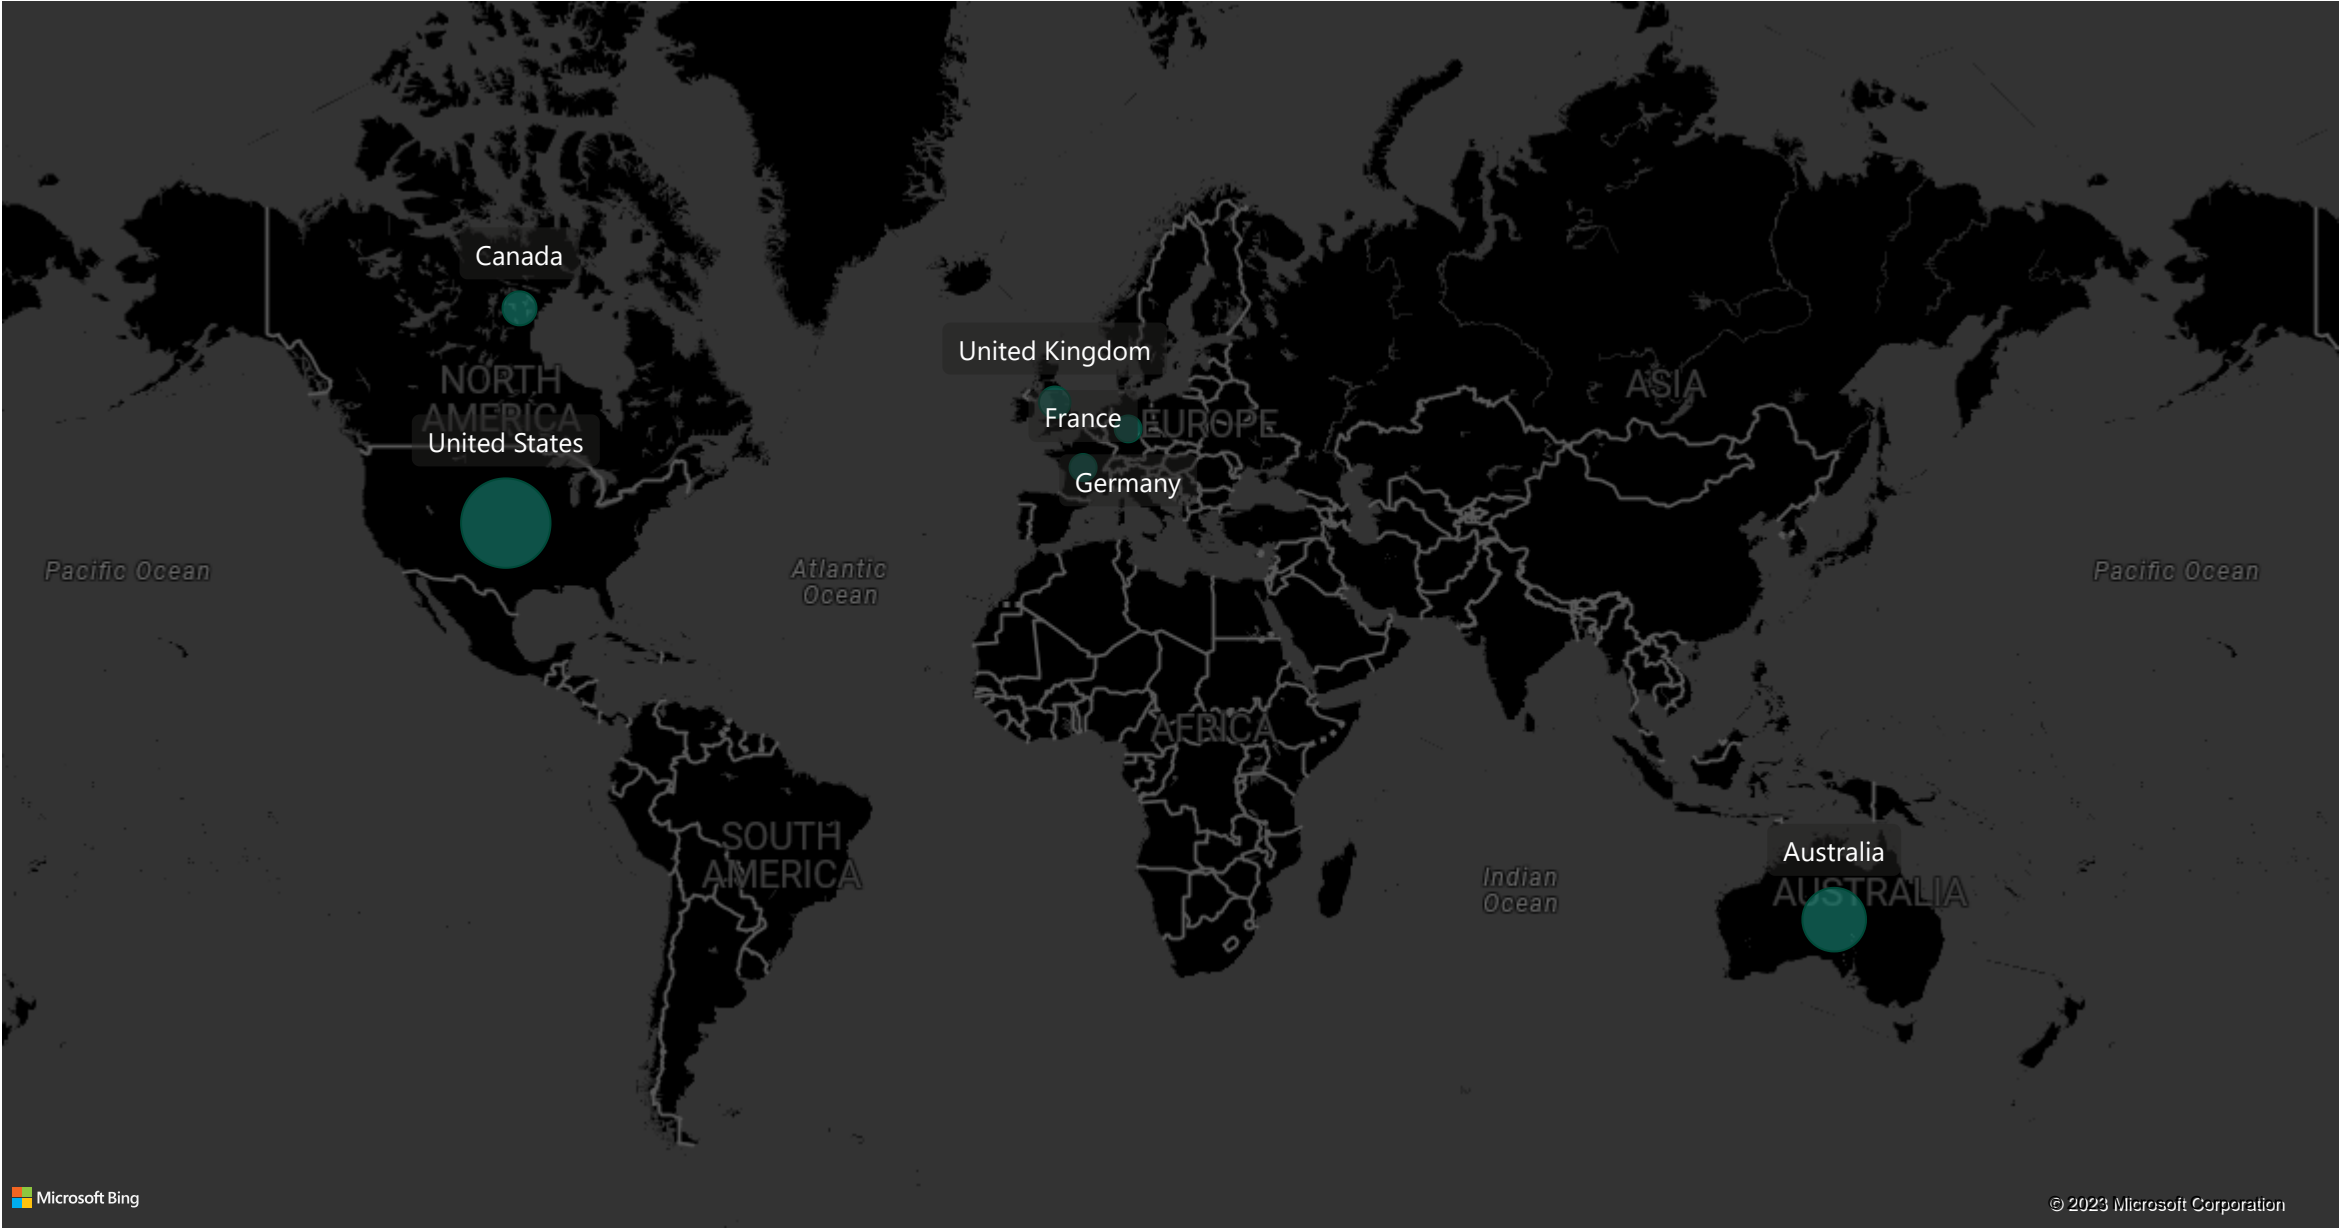 Canada
United Kingdom
NORTH
AMERICA
ASIA
France
EUROPE
United States
Germany
Pacific Ocean
Atlantic
Ocean
Pacific Ocean
AFRICA
SOUTH
AMERICA
Australia
Indian
Ocean
AUSTRALIA
Microsoft Bing
© 2023 Microsoft Corporation